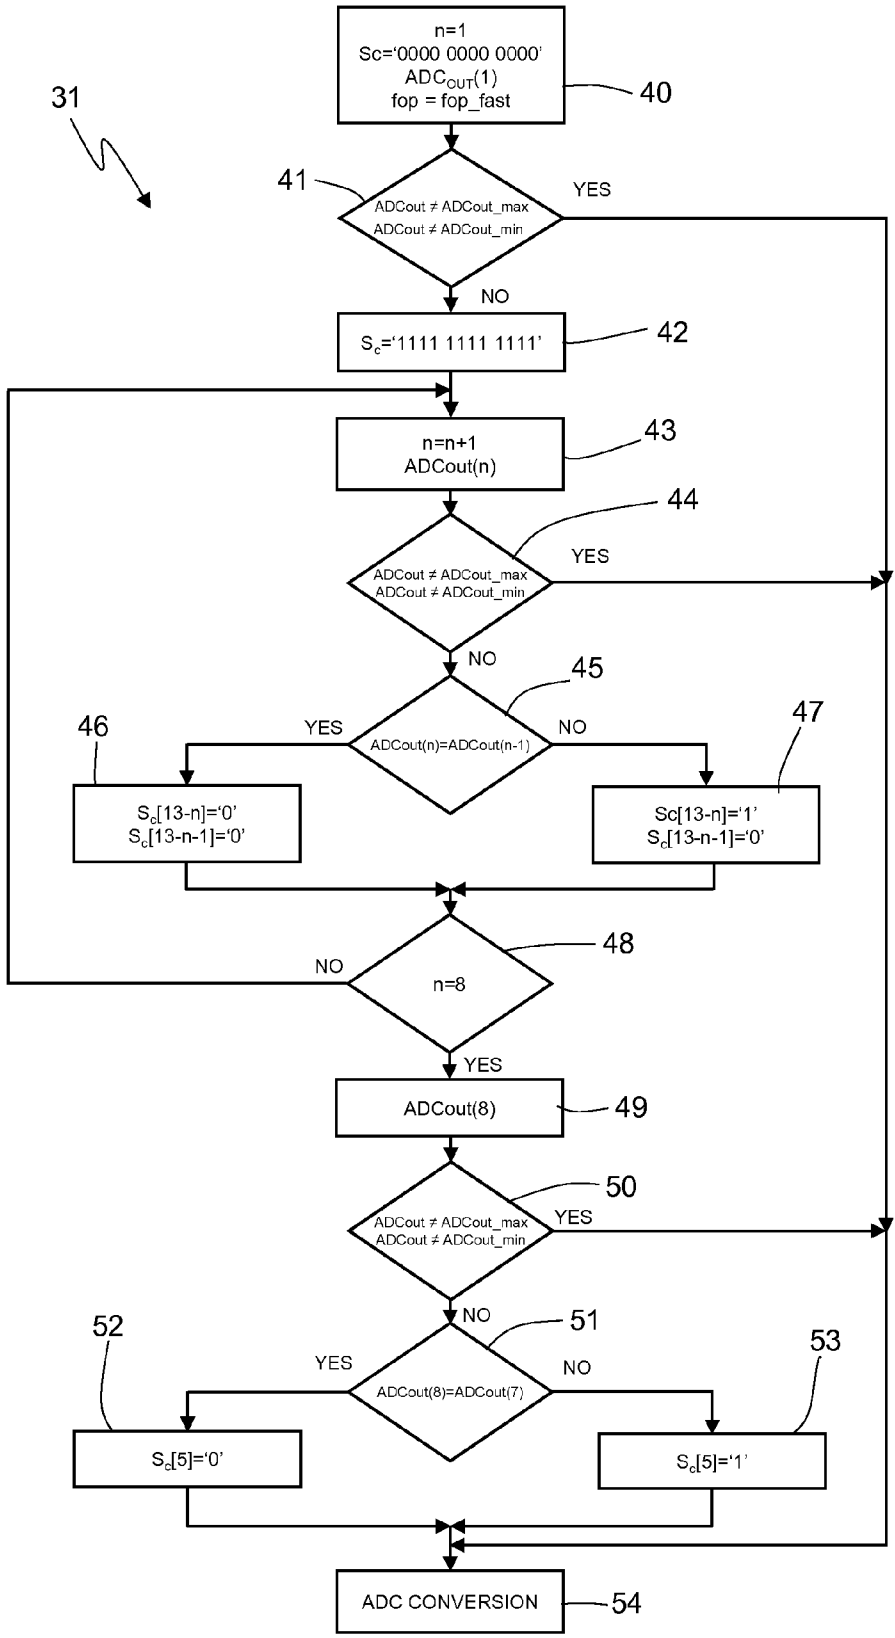 n=1
Sc=‘0000 0000 0000’
ADCOUT(1)
fop = fop_fast
40
31
41
ADCout ≠ ADCout_max
ADCout ≠ ADCout_min
YES
NO
Sc=‘1111 1111 1111’
42
n=n+1
ADCout(n)
43
44
ADCout ≠ ADCout_max
ADCout ≠ ADCout_min
YES
NO
45
ADCout(n)=ADCout(n-1)
YES
NO
46
47
Sc[13-n]=‘0’
Sc[13-n-1]=‘0’
Sc[13-n]=‘1’
Sc[13-n-1]=‘0’
48
n=8
NO
YES
ADCout(8)
49
50
ADCout ≠ ADCout_max
ADCout ≠ ADCout_min
YES
NO
51
ADCout(8)=ADCout(7)
YES
NO
52
53
Sc[5]=‘0’
Sc[5]=‘1’
ADC CONVERSION
54